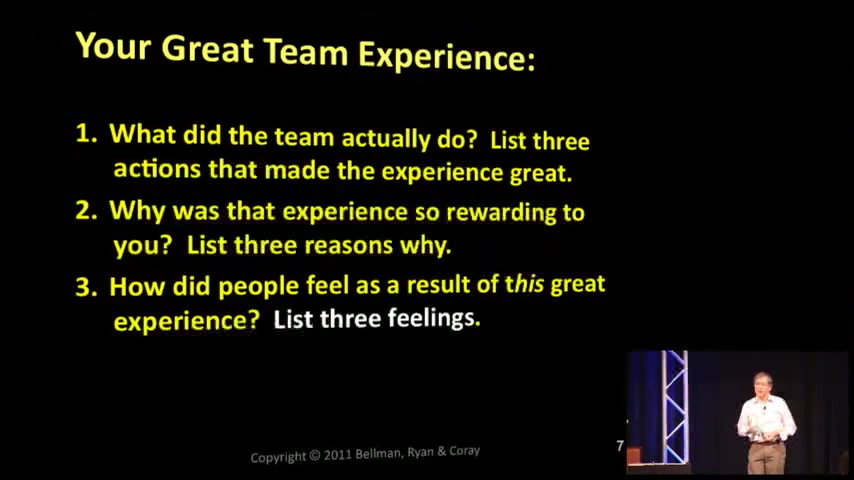 Your Great Team Experience:
1. What did the team actually do? List three
actions that made the experience great.
2. Why was that experience so rewarding to
you? List three reasons why.
3. How did people feel as a result of this great
experience? List three feelings.
Copyright © 2011 Bellman, Ryan & Coray
7